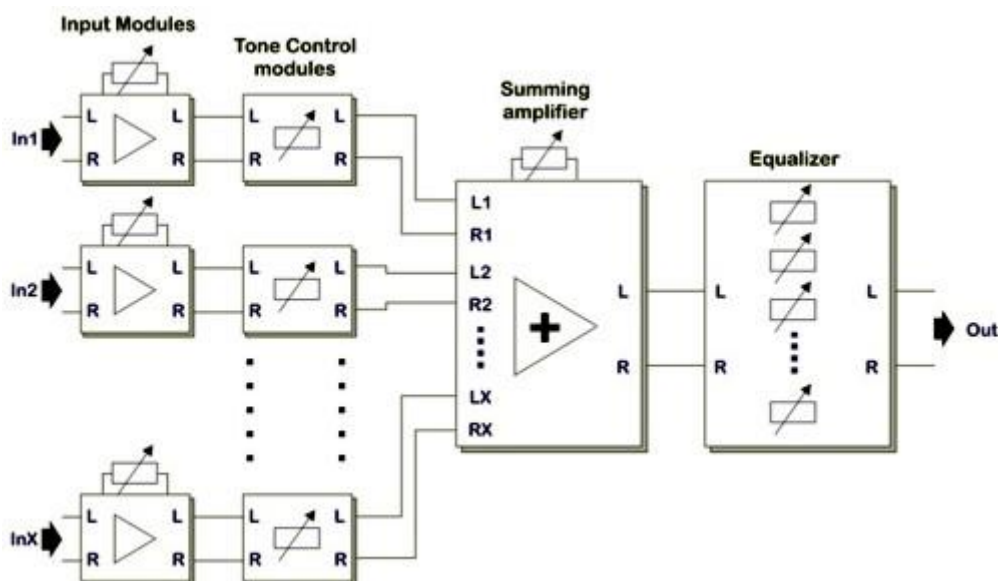 Input Modules
Tone Control
modules
Summing
amplifier
Equalizer
In1
L L
R R
L
R
L
R
In2
L L
R R
L
R
L
R
InX
L L
R R
L
R
L
R
L1
R1
L2
R2
LX
RX
L
R
L
R
L
R
Out